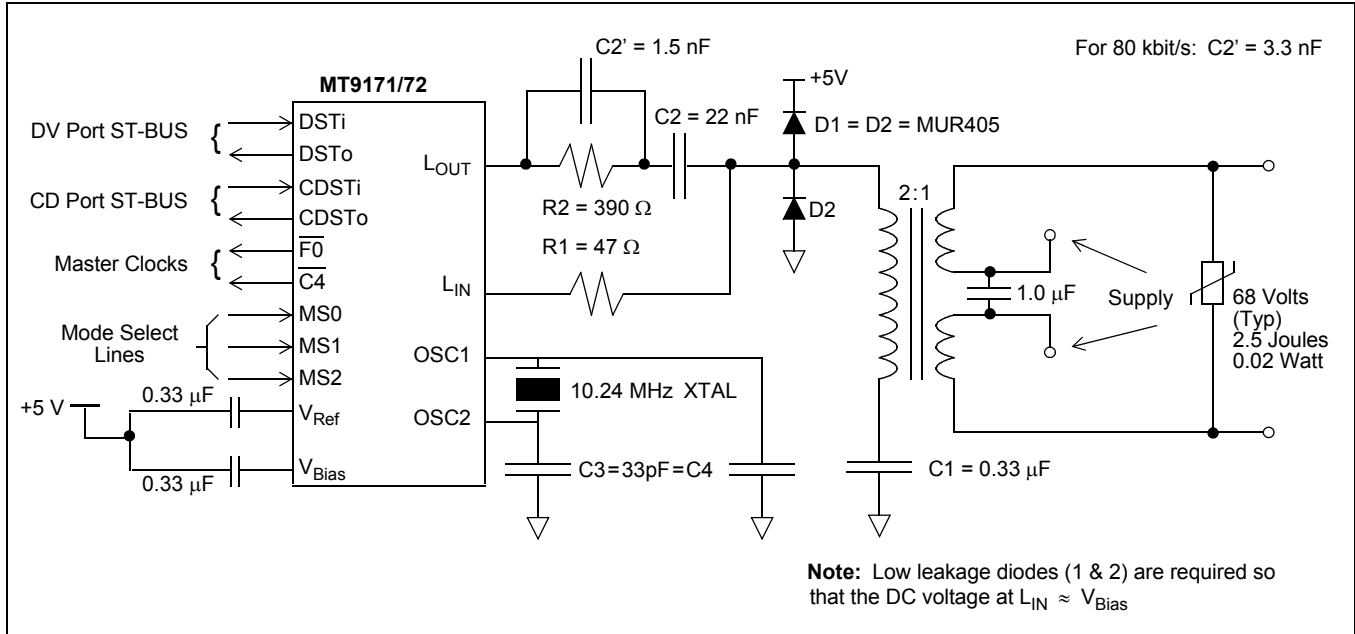 C2' = 1.5 nF
For 80 kbit/s: C2' = 3.3 nF
MT9171/72
+5V
DV Port ST-BUS {
DSTi
DSTo
C2 = 22 nF
D1 = D2 = MUR405
L_OUT
CD Port ST-BUS {
CDSTi
CDSTo
R2 = 390 Ω
D2
2:1
Master Clocks {
F0
C4
R1 = 47 Ω
L_IN
1.0 μF
Supply
68 Volts
(Typ)
2.5 Joules
0.02 Watt
Mode Select
Lines
MS0
MS1
MS2
OSC1
10.24 MHz XTAL
OSC2
+5 V
0.33 μF
V_Ref
0.33 μF
V_Bias
C3=33pF=C4
C1 = 0.33 μF
Note: Low leakage diodes (1 & 2) are required so
that the DC voltage at L_IN ≈ V_Bias